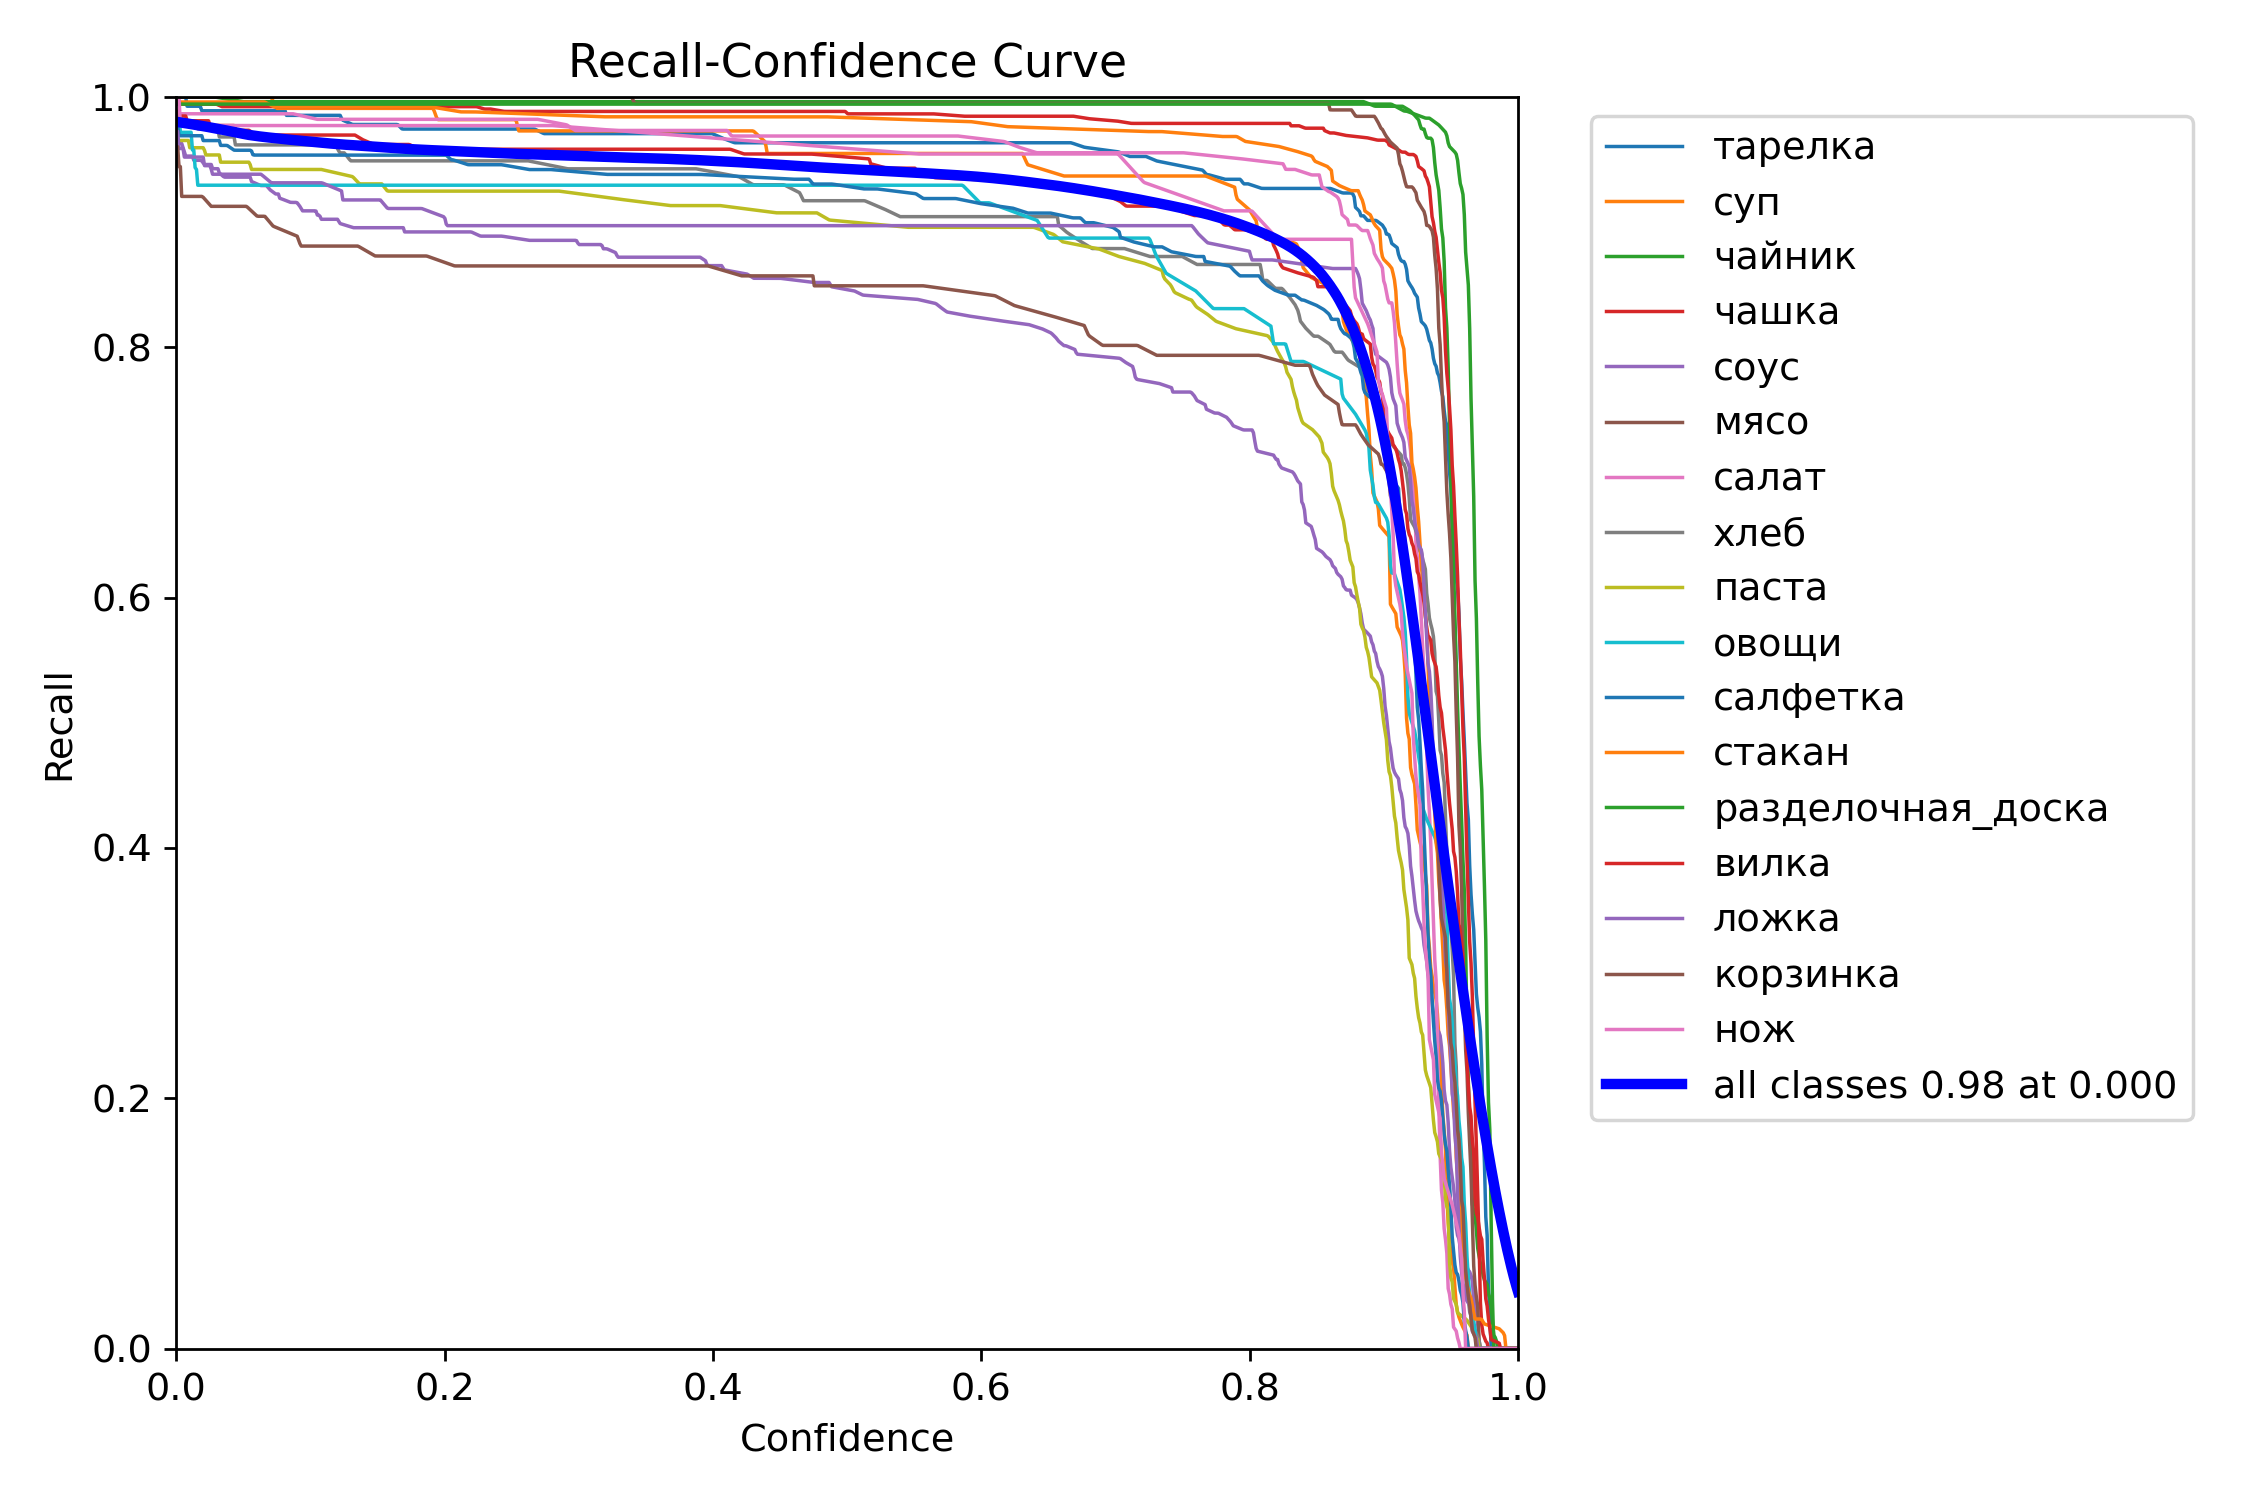 Recall-Confidence Curve
1.0
0.8
0.6
0.4
0.2
0.0
Recall
0.0 0.2 0.4 0.6 0.8 1.0
Confidence
тарелка
суп
чайник
чашка
соус
мясо
салат
хлеб
паста
овощи
салфетка
стакан
разделочная_доска
вилка
ложка
корзинка
нож
all classes 0.98 at 0.000